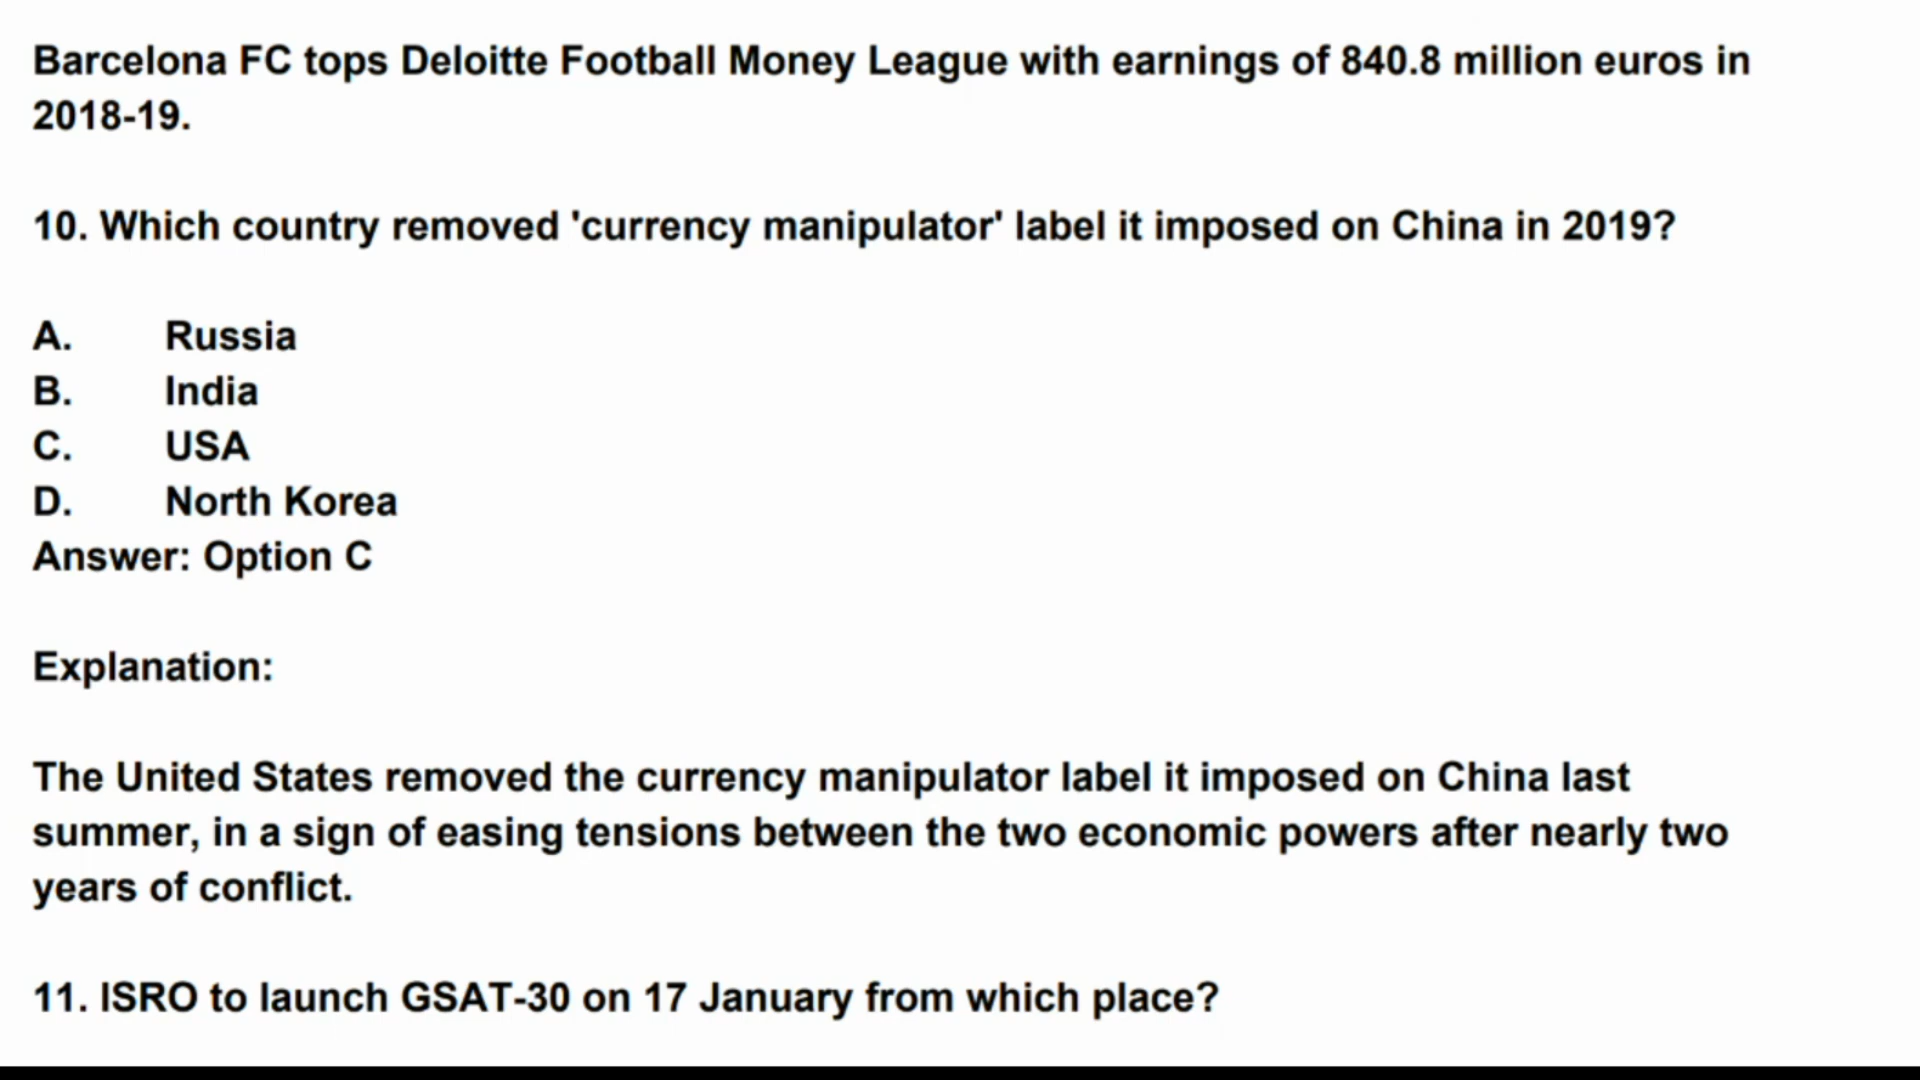 Barcelona FC tops Deloitte Football Money League with earnings of 840.8 million euros in
2018-19.
10. Which country removed 'currency manipulator' label it imposed on China in 2019?
A. Russia
B. India
C. USA
D. North Korea
Answer: Option C
Explanation:
The United States removed the currency manipulator label it imposed on China last
summer, in a sign of easing tensions between the two economic powers after nearly two
years of conflict.
11. ISRO to launch GSAT-30 on 17 January from which place?